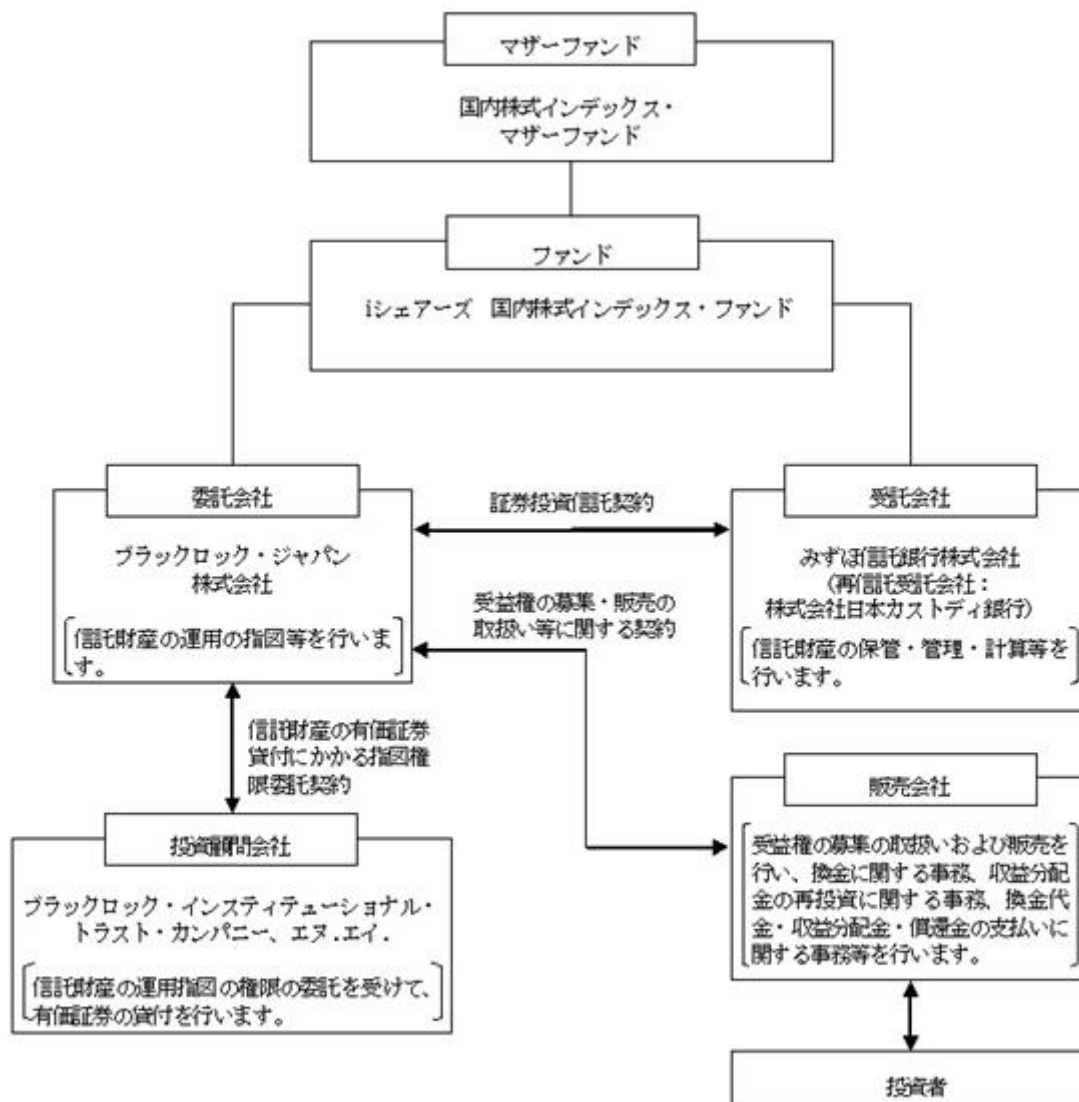 マザーファンド
国内株式インデックス・
マザーファンド
ファンド
iシェアーズ 国内株式インデックス・ファンド
委託会社
ブラックロック・ジャパン
株式会社
信託財産の運用の指図等を行いま
す。
証券投資信託契約
受益権の募集・販売の
取扱い等に関する契約
受託会社
みずほ信託銀行株式会社
(再信託受託会社:
株式会社日本カストディ銀行)
信託財産の保管・管理・計算等を
行います。
信託財産の有価証券
貸付にかかる指図権
限委託契約
投資顧問会社
ブラックロック・インスティテューショナル・
トラスト・カンパニー、エヌ.エイ.
信託財産の運用指図の権限の委託を受けて、
有価証券の貸付を行います。
販売会社
受益権の募集の取扱いおよび販売を
行い、換金に関する事務、収益分配
金の再投資に関する事務、換金代
金・収益分配金・償還金の支払いに
関する事務等を行います。
投資者